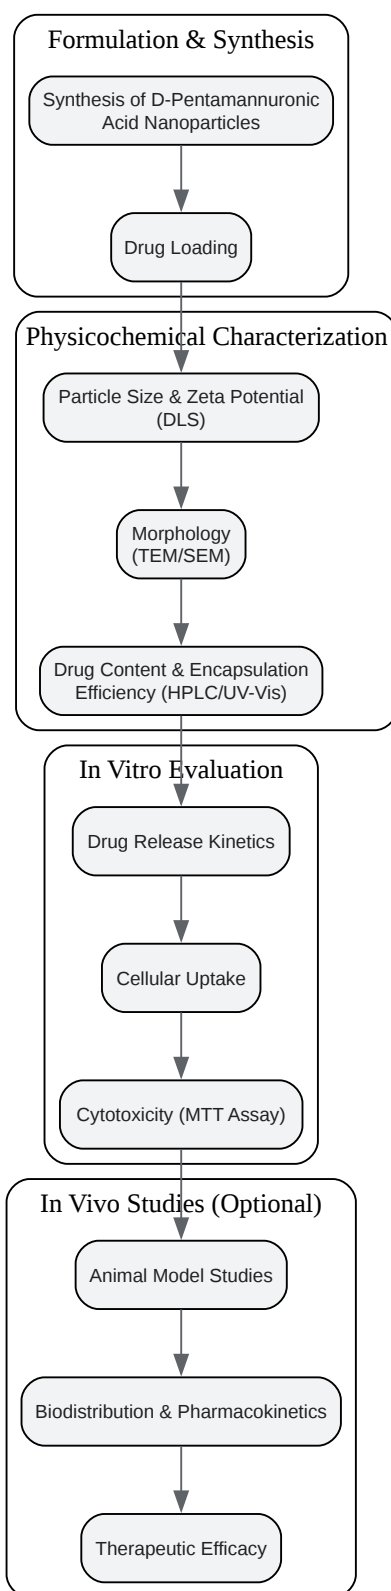 Formulation & Synthesis
Synthesis of D-Pentamannuronic
Acid Nanoparticles
Drug Loading
Physicochemical Characterization
Particle Size & Zeta Potential
(DLS)
Morphology
(TEM/SEM)
Drug Content & Encapsulation
Efficiency (HPLC/UV-Vis)
In Vitro Evaluation
Drug Release Kinetics
Cellular Uptake
Cytotoxicity (MTT Assay)
In Vivo Studies (Optional)
Animal Model Studies
Biodistribution & Pharmacokinetics
Therapeutic Efficacy